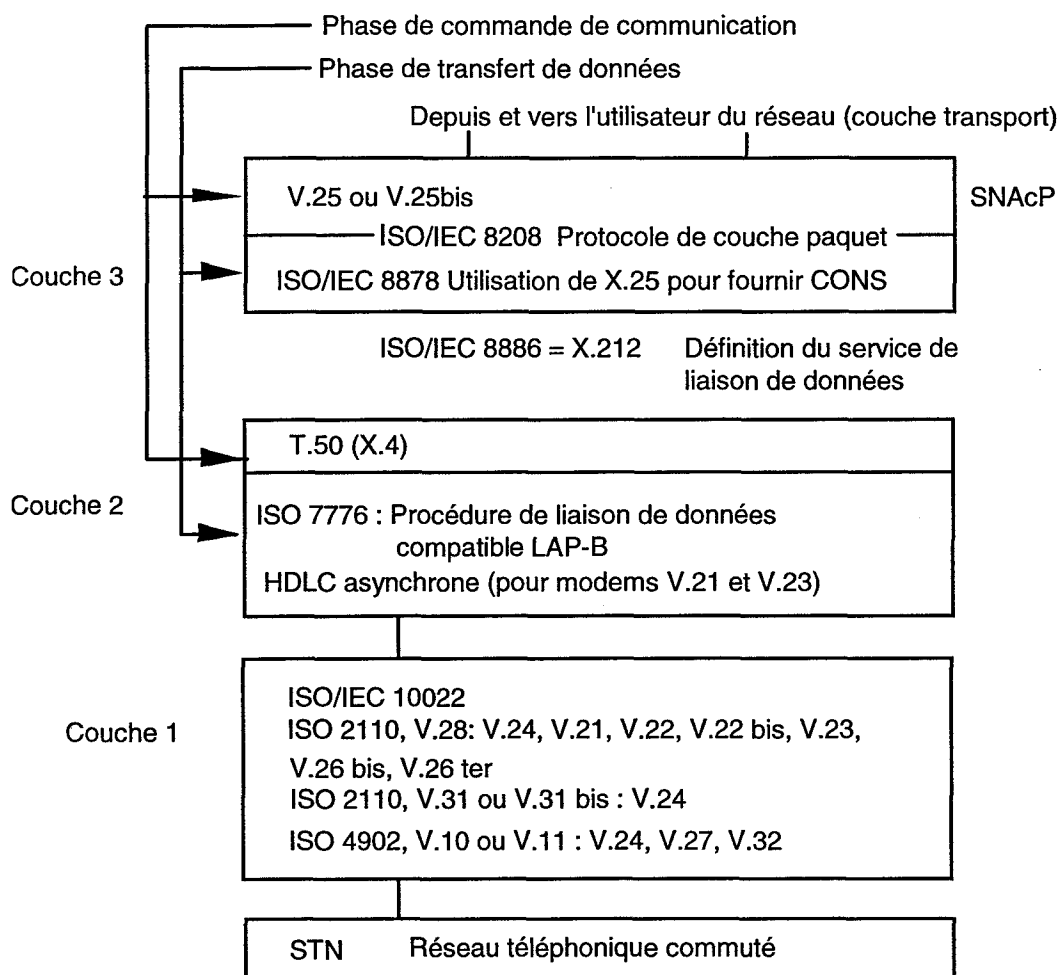 Phase de commande de communication
Phase de transfert de données
Depuis et vers l'utilisateur du réseau (couche transport)
V.25 ou V.25bis
SNAcP
ISO/IEC 8208 Protocole de couche paquet
Couche 3
ISO/IEC 8878 Utilisation de X.25 pour fournir CONS
ISO/IEC 8886 = X.212 Définition du service de
liaison de données
T.50 (X.4)
Couche 2
ISO 7776 : Procédure de liaison de données
compatible LAP-B
HDLC asynchrone (pour modems V.21 et V.23)
Couche 1
ISO/IEC 10022
ISO 2110, V.28: V.24, V.21, V.22, V.22 bis, V.23,
V.26 bis, V.26 ter
ISO 2110, V.31 ou V.31 bis : V.24
ISO 4902, V.10 ou V.11 : V.24, V.27, V.32
STN Réseau téléphonique commuté